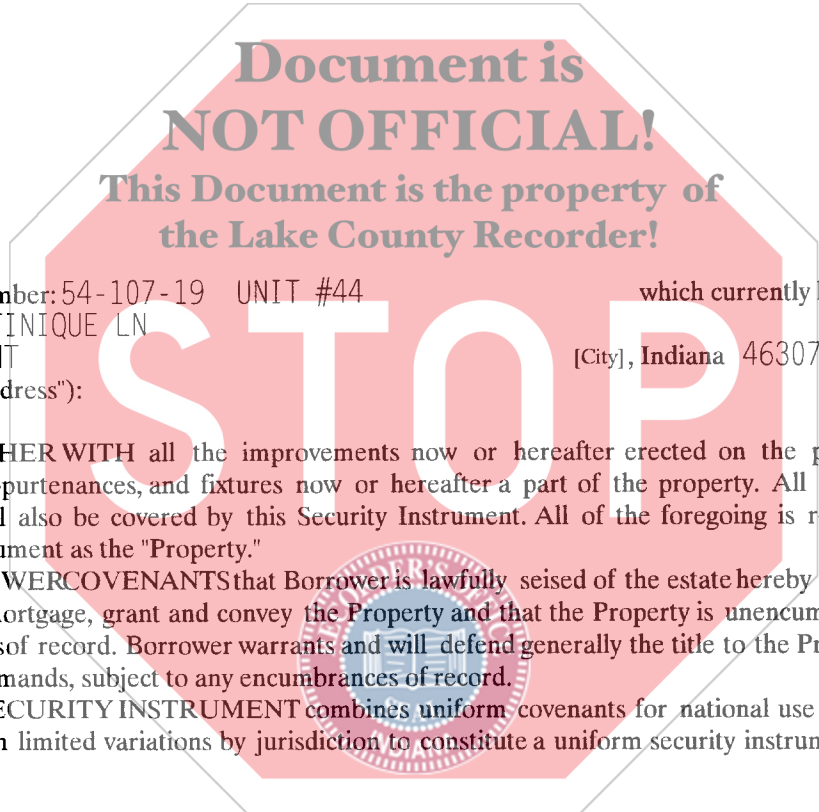 Document is
NOT OFFICIAL!
This Document is the property of
the Lake County Recorder!
mber: 54-107-19 UNIT #44 which currently
TINIQUE LN
[City], Indiana 46307
dress"):
STOP
HER WITH all the improvements now or hereafter erected on the p
purtenances, and fixtures now or hereafter a part of the property. All
l also be covered by this Security Instrument. All of the foregoing is r
ument as the "Property."
WERCOVENANTS that Borrower is lawfully seised of the estate hereby
ortgage, grant and convey the Property and that the Property is unencum
sof record. Borrower warrants and will defend generally the title to the Pr
mands, subject to any encumbrances of record.
ECURITY INSTRUMENT combines uniform covenants for national use
limited variations by jurisdiction to constitute a uniform security instrum
RECORDER'S OFFICE
INDIANA